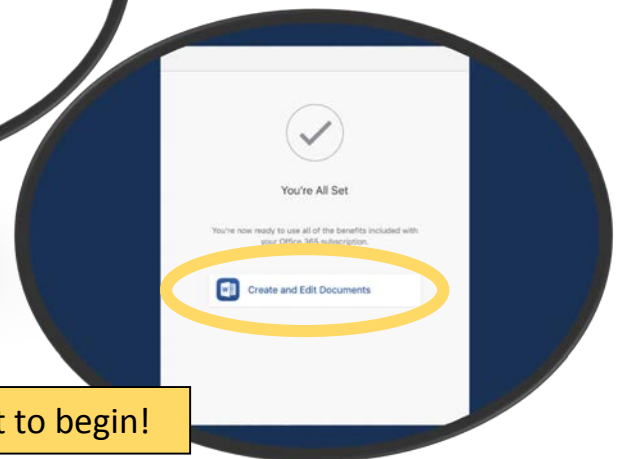 You're All Set
You're now ready to use all of the benefits included with
your Office 365 subscription.
W
Create and Edit Documents
t to begin!